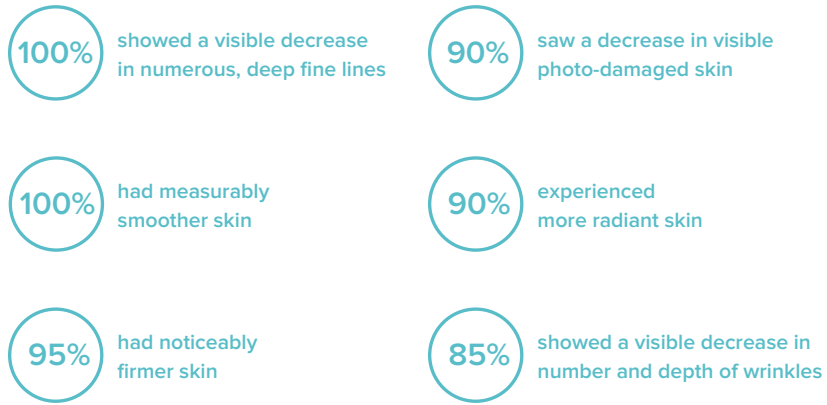 100%
showed a visible decrease
in numerous, deep fine lines
90%
saw a decrease in visible
photo-damaged skin
100%
had measurably
smoother skin
90%
experienced
more radiant skin
95%
had noticeably
firmer skin
85%
showed a visible decrease in
number and depth of wrinkles